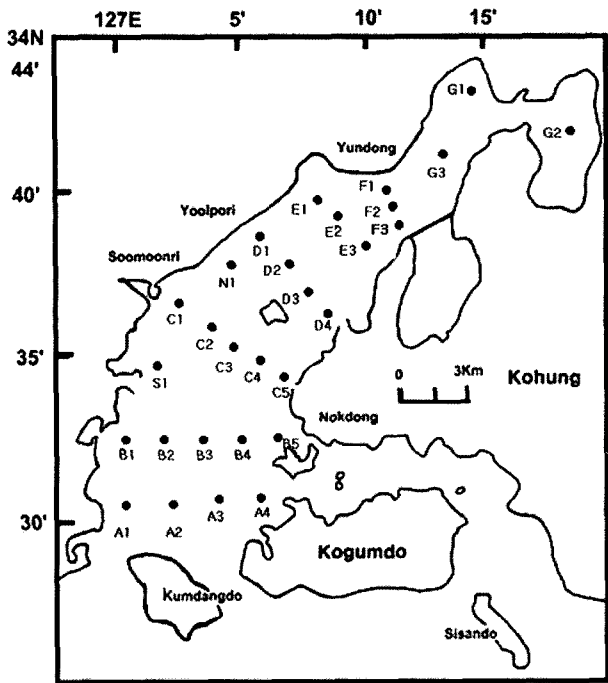 34N 127E 5' 10' 15'
44'
G1
G2
Yundong
G3
F1
40'
E1
F2
Yoolpori
E2
F3
D1
E3
Soomoonri
D2
N1
D3
C1
D4
C2
35'
C3
0 3Km
S1
C4
Kohung
C5
Nokdong
B1 B2 B3 B4 B5
30'
A1 A2 A3 A4
Kogumdo
Kumdangdo
Sisando